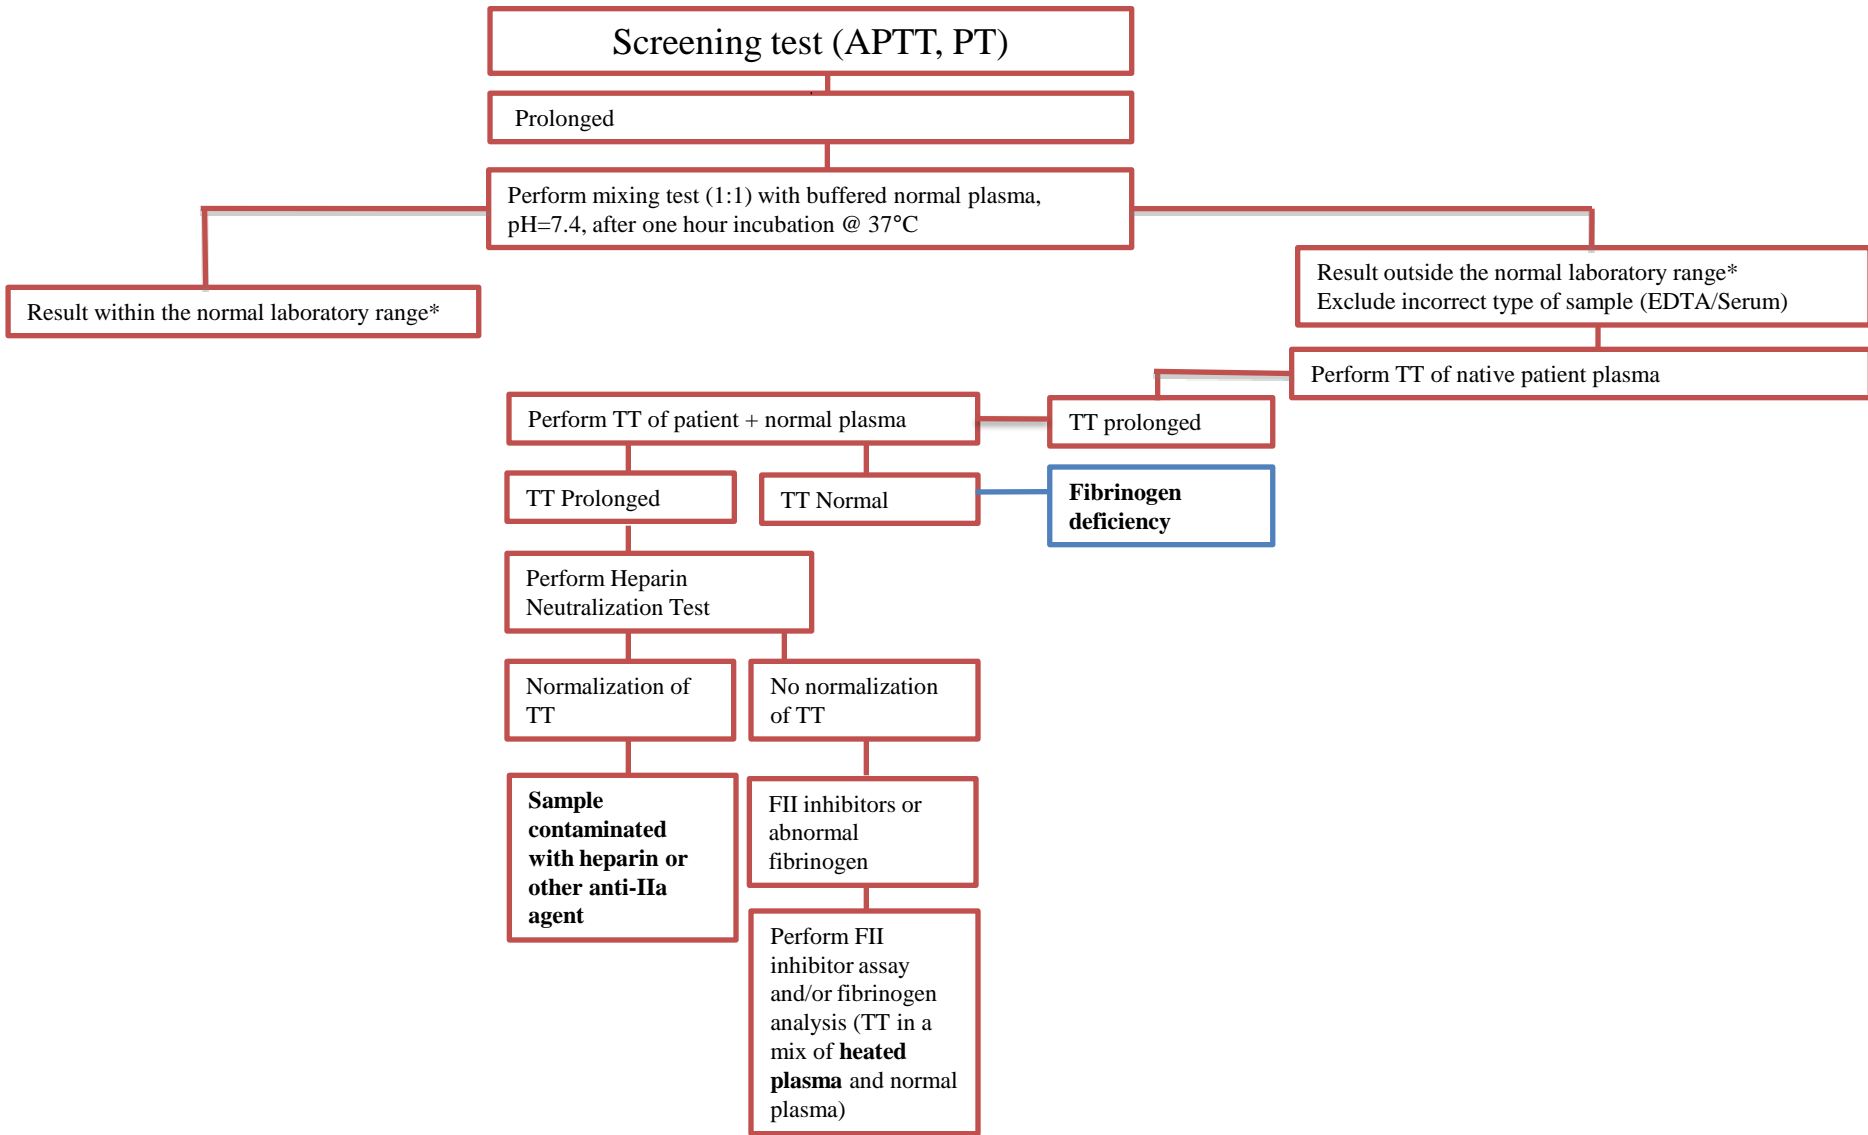 Screening test (APTT, PT)
Prolonged
Perform mixing test (1:1) with buffered normal plasma,
pH=7.4, after one hour incubation @ 37°C
Result within the normal laboratory range*
Result outside the normal laboratory range*
Exclude incorrect type of sample (EDTA/Serum)
Perform TT of native patient plasma
TT prolonged
Perform TT of patient + normal plasma
TT Prolonged
TT Normal
Fibrinogen
deficiency
Perform Heparin
Neutralization Test
Normalization of
TT
No normalization
of TT
Sample
contaminated
with heparin or
other anti-IIa
agent
FII inhibitors or
abnormal
fibrinogen
Perform FII
inhibitor assay
and/or fibrinogen
analysis (TT in a
mix of heated
plasma and normal
plasma)